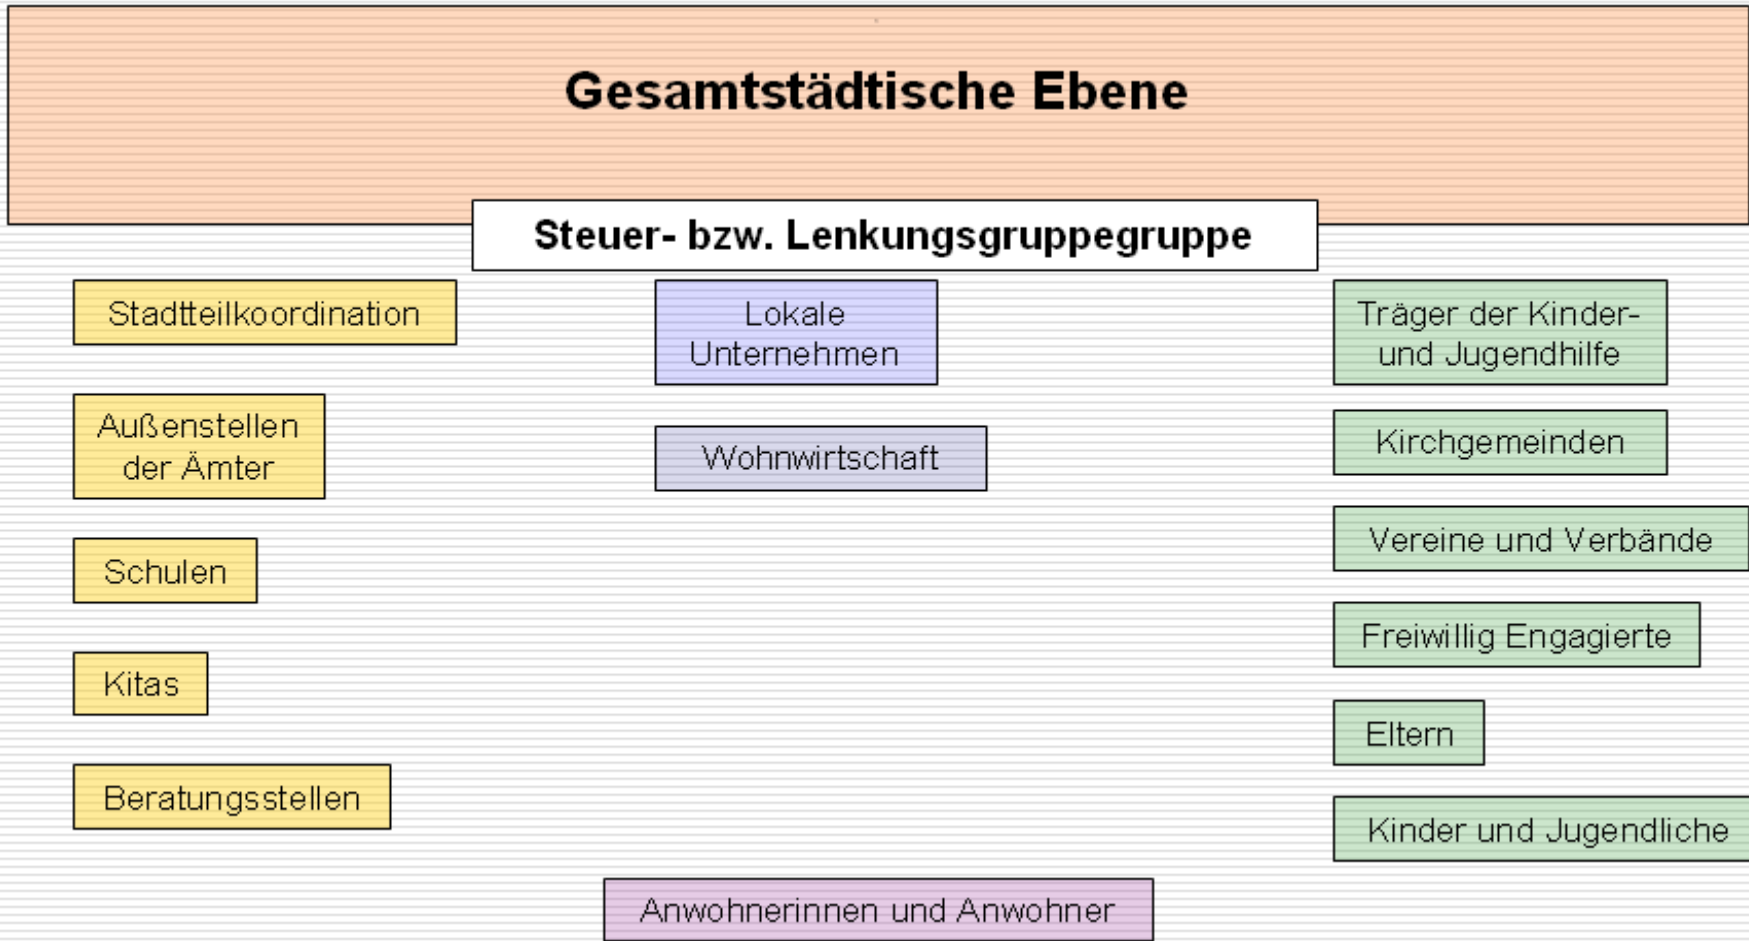 Gesamtstädtische Ebene
Steuer- bzw. Lenkungsgruppegruppe
Stadtteilkoordination
Außenstellen
der Ämter
Schulen
Kitas
Beratungsstellen
Lokale
Unternehmen
Wohnwirtschaft
Träger der Kinder-
und Jugendhilfe
Kirchgemeinden
Vereine und Verbände
Freiwillig Engagierte
Eltern
Kinder und Jugendliche
Anwohnerinnen und Anwohner